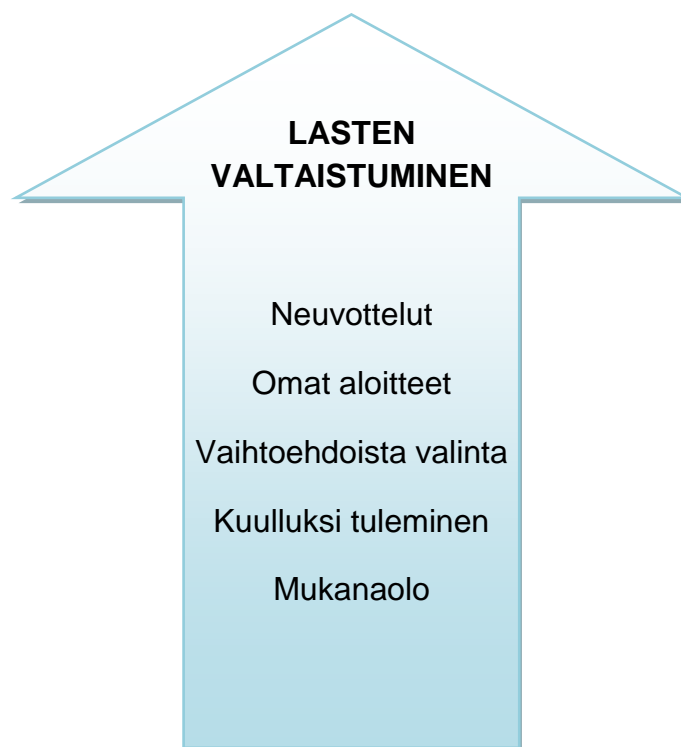 LASTEN
VALTAISTUMINEN
Neuvottelut
Omat aloitteet
Vaihtoehdoista valinta
Kuulluksi tuleminen
Mukanaolo